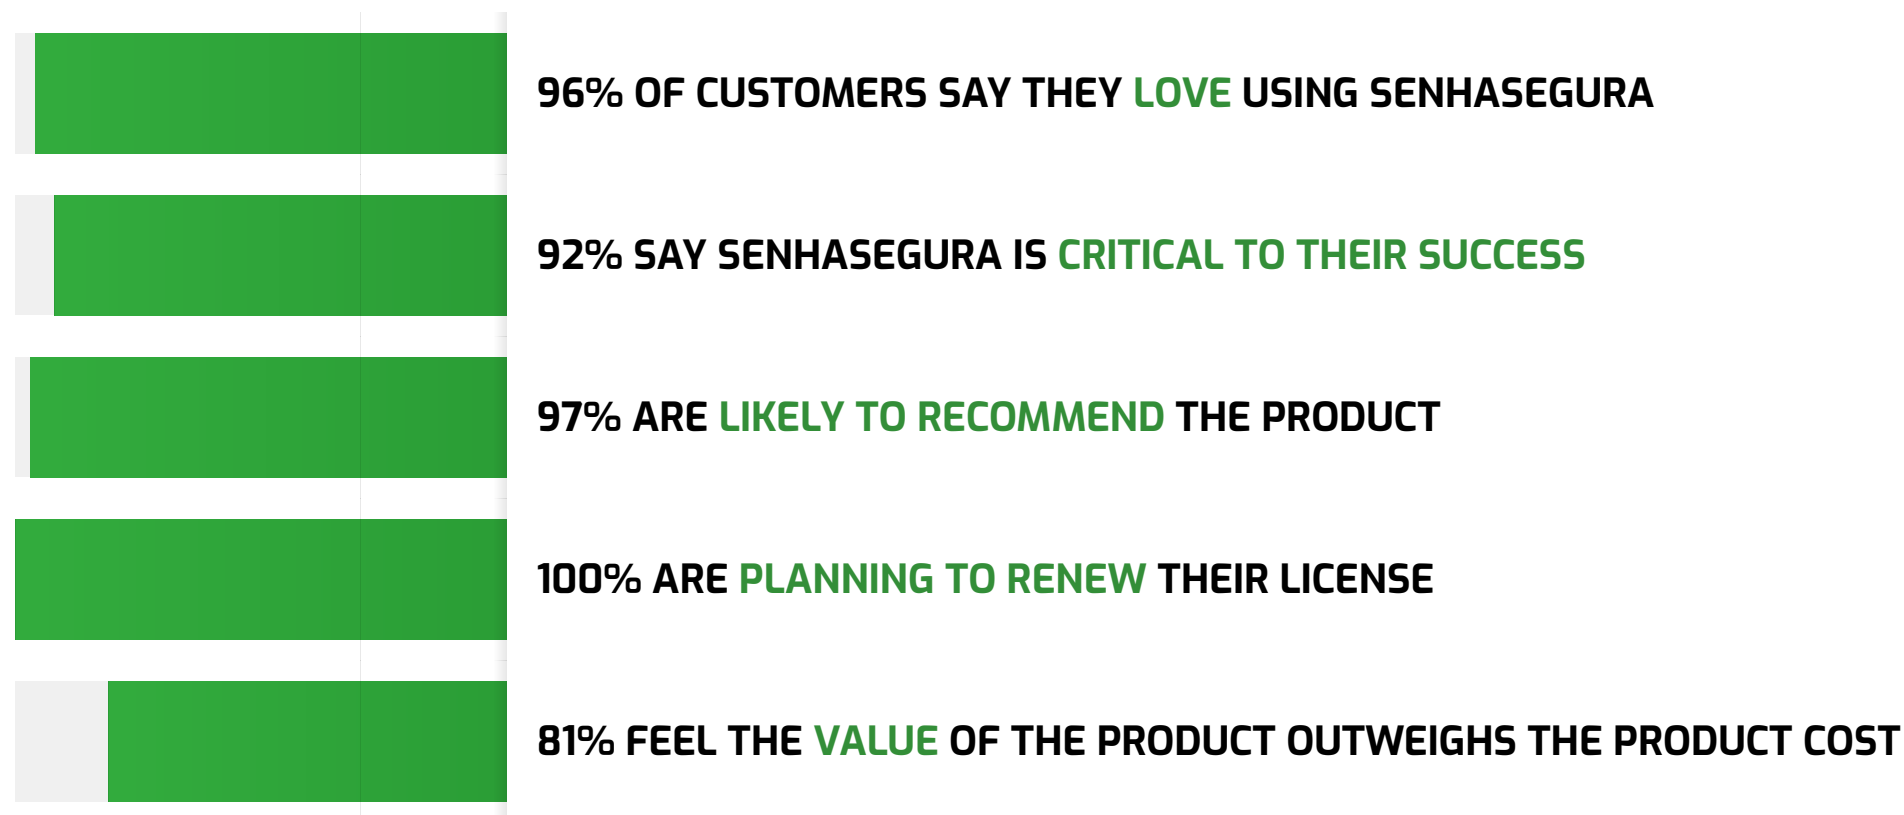 96% OF CUSTOMERS SAY THEY LOVE USING SENHASEGURA
92% SAY SENHASEGURA IS CRITICAL TO THEIR SUCCESS
97% ARE LIKELY TO RECOMMEND THE PRODUCT
100% ARE PLANNING TO RENEW THEIR LICENSE
81% FEEL THE VALUE OF THE PRODUCT OUTWEIGHS THE PRODUCT COST